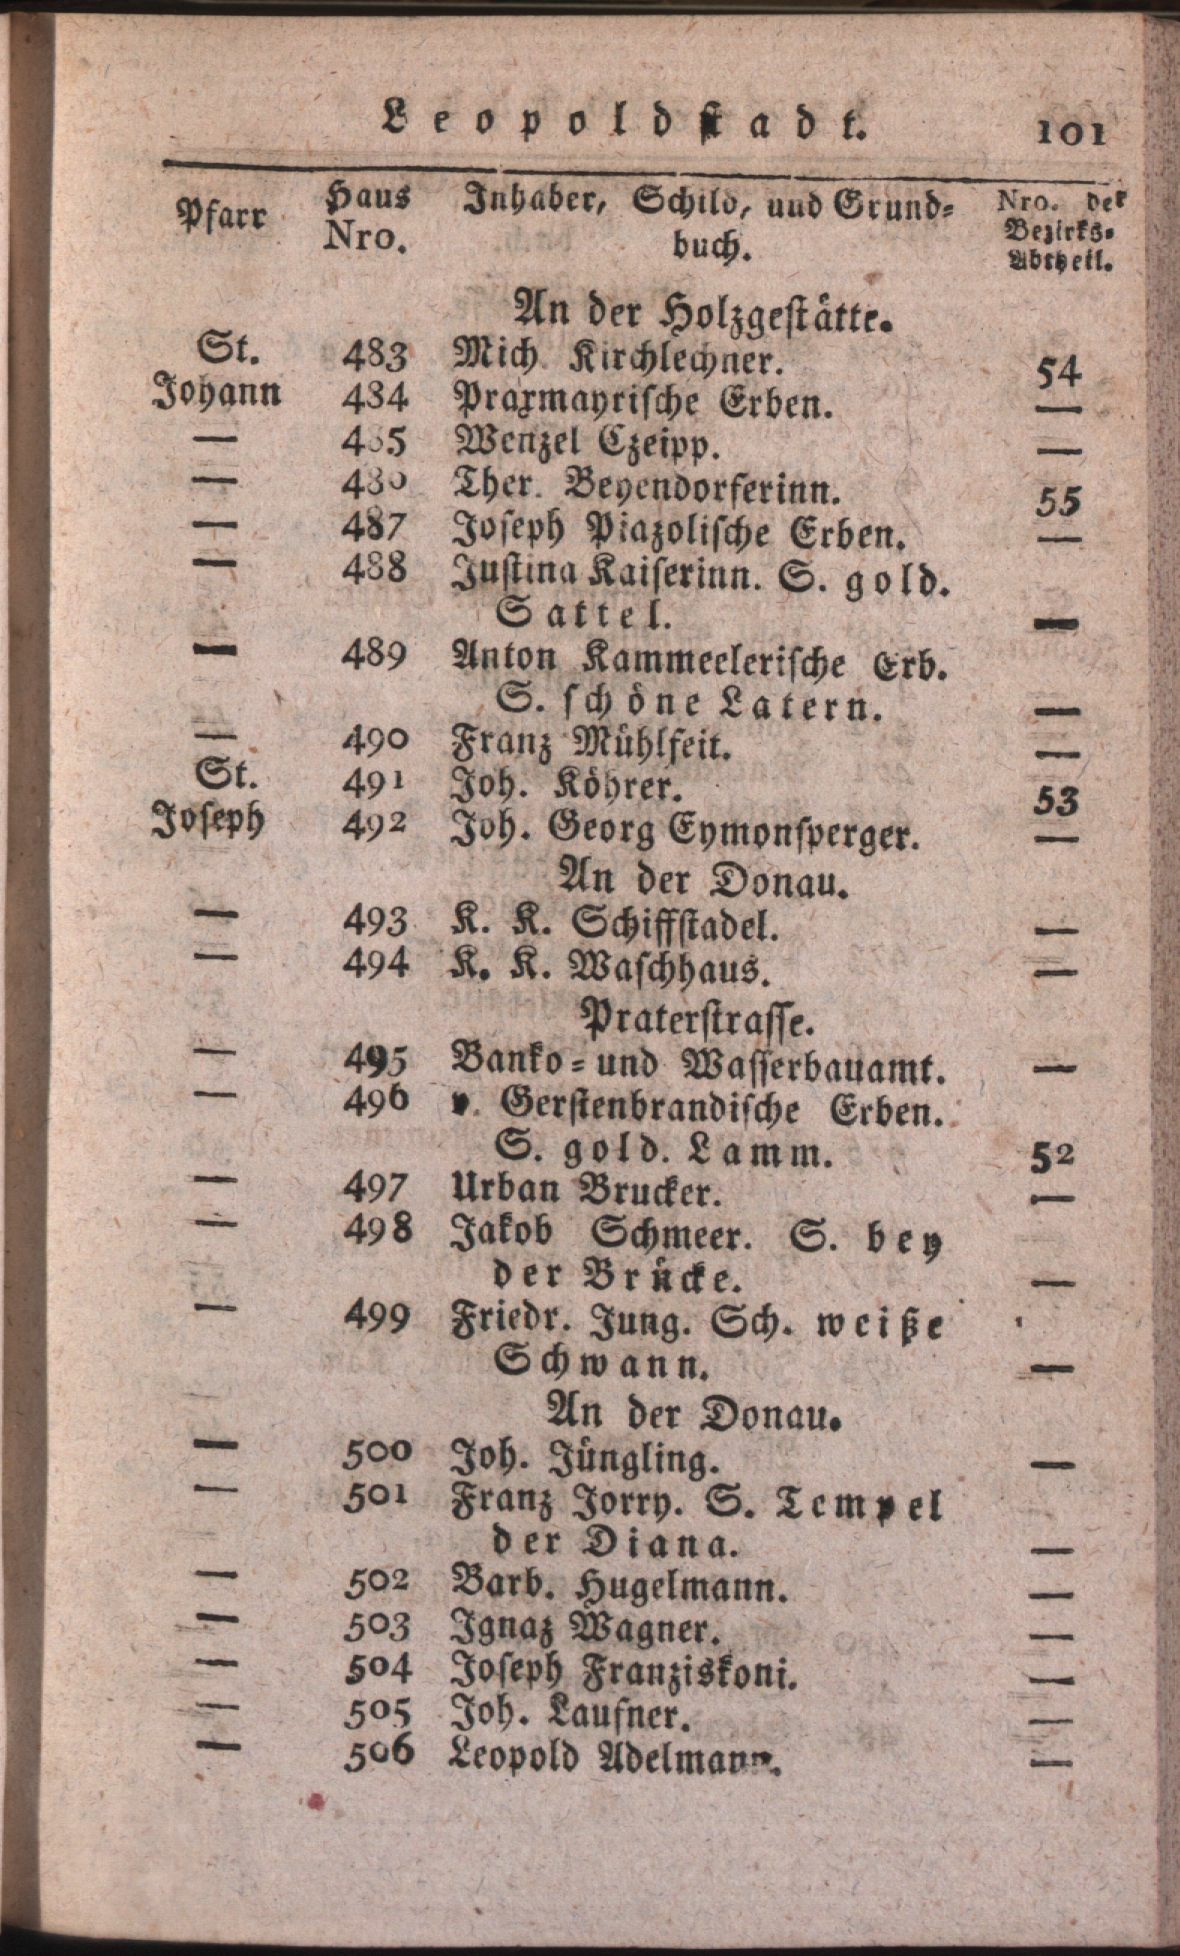 Leopoldstadt. 101
Pfarr Haus Nro. Inhaber, Schild, und Grund=buch. Nro. der Bezirks=Abtheil.
An der Holzgestätte.
St. 483 Mich. Kirchlechner. 54
Johann 484 Praxmayrische Erben. —
— 485 Wenzel Czeipp. —
— 486 Ther. Beyendorferinn. 55
— 487 Joseph Piazolische Erben. —
— 488 Justina Kaiserinn. S. gold.
Sattel. —
— 489 Anton Kammeelerische Erb.
S. schöne Latern. —
— 490 Franz Mühlfeit. —
St. 491 Joh. Köhrer. 53
Joseph 492 Joh. Georg Eymonsperger. —
An der Donau.
— 493 K. K. Schiffstadel. —
— 494 K. K. Waschhaus. —
Praterstrasse.
— 495 Banko= und Wasserbauamt. —
— 496 v. Gerstenbrandische Erben.
S. gold. Lamm. 52
— 497 Urban Brucker. —
— 498 Jakob Schmeer. S. bey
der Brücke. —
— 499 Friedr. Jung. Sch. weiße
Schwann. —
An der Donau.
— 500 Joh. Jüngling. —
— 501 Franz Jorry. S. Tempel
der Diana. —
— 502 Barb. Hugelmann. —
— 503 Ignaz Wagner. —
— 504 Joseph Franziskoni. —
— 505 Joh. Laufner. —
— 506 Leopold Adelmann. —